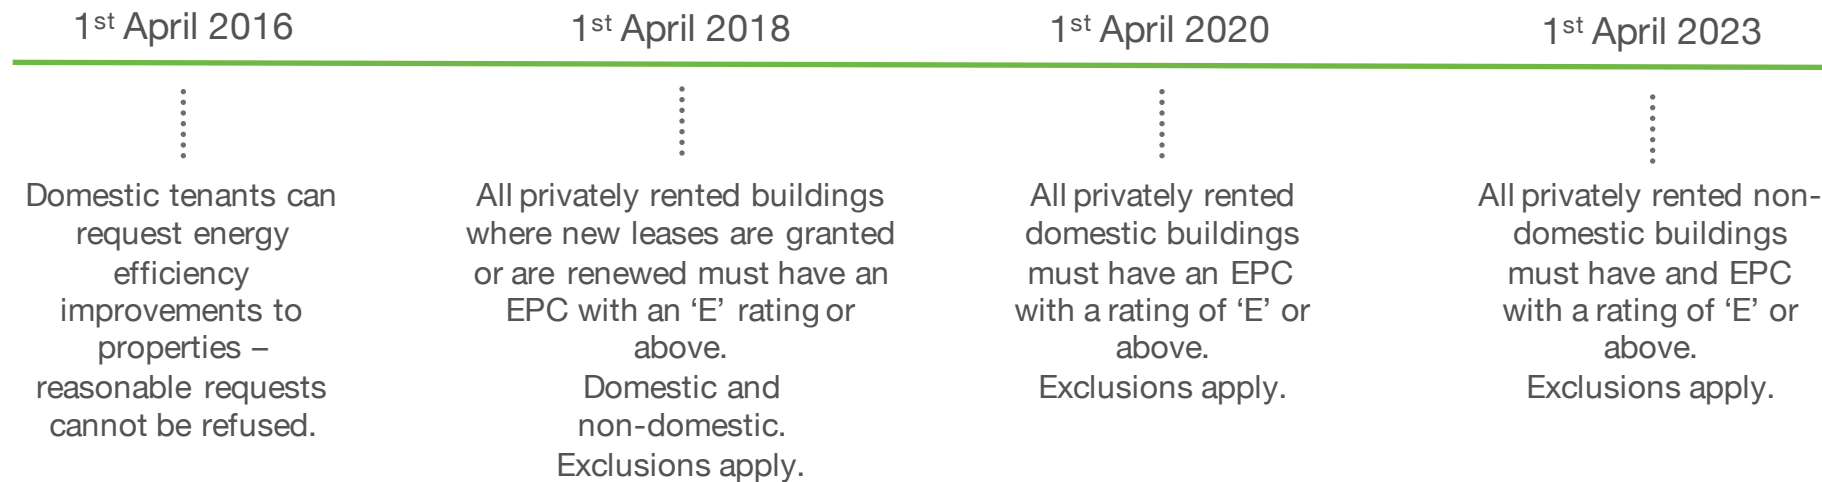 1st April 2016
Domestic tenants can
request energy
efficiency
improvements to
properties –
reasonable requests
cannot be refused.
1st April 2018
All privately rented buildings
where new leases are granted
or are renewed must have an
EPC with an ‘E’ rating or
above.
Domestic and
non-domestic.
Exclusions apply.
1st April 2020
All privately rented
domestic buildings
must have an EPC
with a rating of ‘E’ or
above.
Exclusions apply.
1st April 2023
All privately rented non-
domestic buildings
must have and EPC
with a rating of ‘E’ or
above.
Exclusions apply.